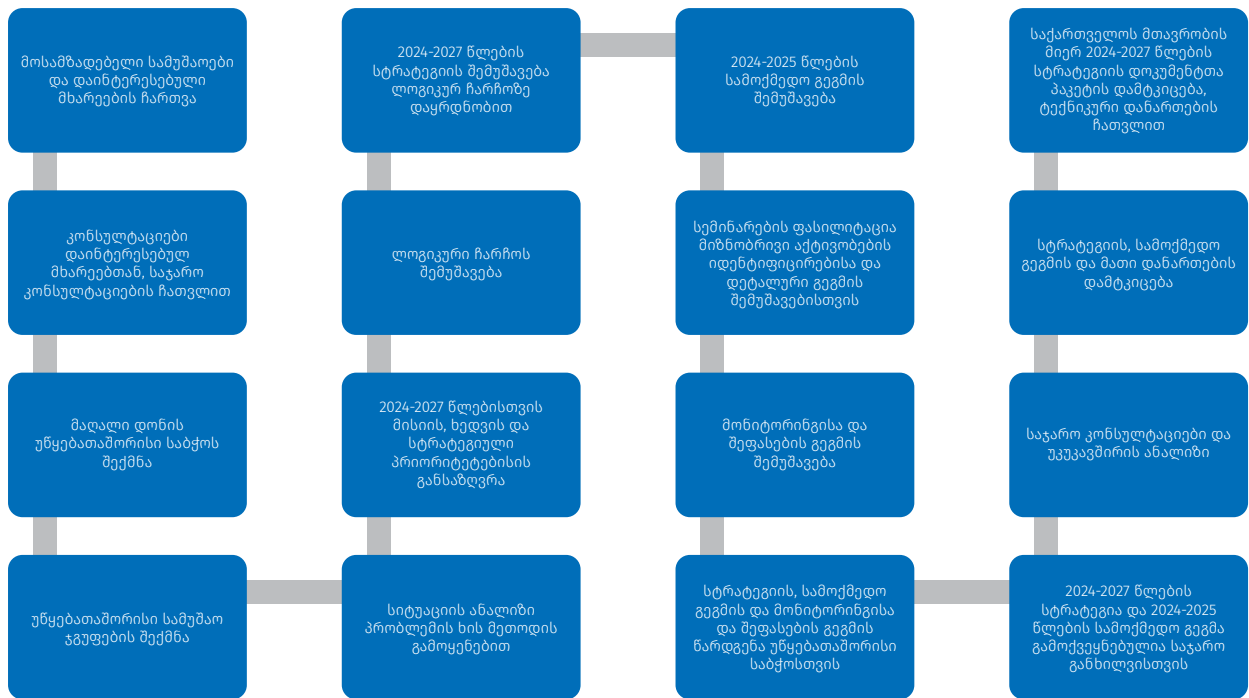 მოსამზადებელი სამუშაოები
და დაინტერესებული
მხარეების ჩართვა
კონსულტაციები
დაინტერესებულ
მხარეებთან, საჯარო
კონსულტაციების ჩათვლით
მაღალი დონის
უწყებათაშორისი საბჭოს
შექმნა
უწყებათაშორისი სამუშაო
ჯგუფების შექმნა
სიტუაციის ანალიზი
პრობლემის ხის მეთოდის
გამოყენებით
2024-2027 წლებისთვის
მისიის, ხედვის და
სტრატეგიული
პრიორიტეტებისის
განსაზღვრა
ლოგიკური ჩარჩოს
შემუშავება
2024-2027 წლების
სტრატეგიის შემუშავება
ლოგიკურ ჩარჩოზე
დაყრდნობით
2024-2025 წლების
სამოქმედო გეგმის
შემუშავება
სემინარების ფასილიტაცია
მიზნობრივი აქტივობების
იდენტიფიცირებისა და
დეტალური გეგმის
შემუშავებისთვის
მონიტორინგისა და
შეფასების გეგმის
შემუშავება
სტრატეგიის, სამოქმედო
გეგმის და მონიტორინგისა
და შეფასების გეგმის
წარდგენა უწყებათაშორისი
საბჭოსთვის
2024-2027 წლების
სტრატეგია და 2024-2025
წლების სამოქმედო გეგმა
გამოქვეყნებულია საჯარო
განხილვისთვის
საჯარო კონსულტაციები და
უკუკავშირის ანალიზი
სტრატეგიის, სამოქმედო
გეგმის და მათი დანართების
დამტკიცება
საქართველოს მთავრობის
მიერ 2024-2027 წლების
სტრატეგიის დოკუმენტთა
პაკეტის დამტკიცება,
ტექნიკური დანართების
ჩათვლით